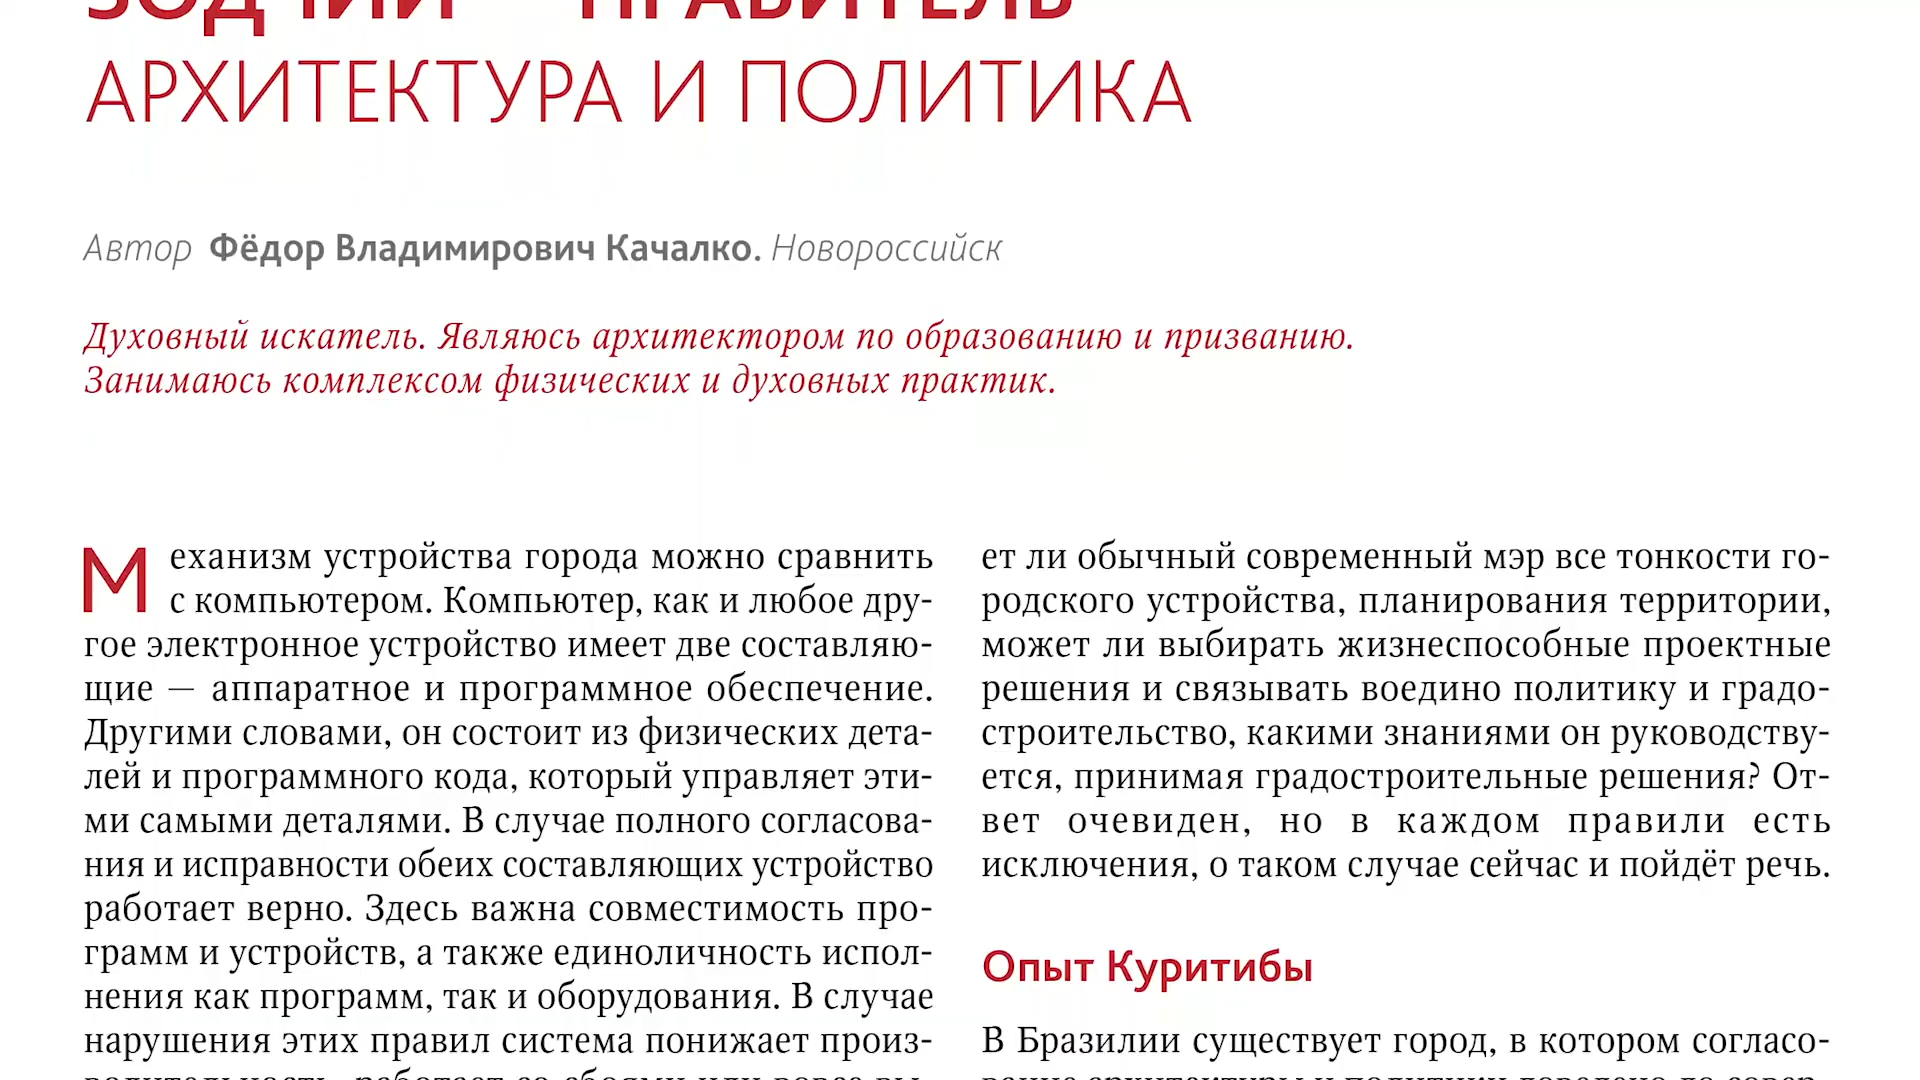 ЗОДЧИЙ — ПРАВИТЕЛЬ
АРХИТЕКТУРА И ПОЛИТИКА
Автор Фёдор Владимирович Качалко. Новороссийск
Духовный искатель. Являюсь архитектором по образованию и призванию.
Занимаюсь комплексом физических и духовных практик.
Механизм устройства города можно сравнить
с компьютером. Компьютер, как и любое дру-
гое электронное устройство имеет две составляю-
щие — аппаратное и программное обеспечение.
Другими словами, он состоит из физических дета-
лей и программного кода, который управляет эти-
ми самыми деталями. В случае полного согласова-
ния и исправности обеих составляющих устройство
работает верно. Здесь важна совместимость про-
грамм и устройств, а также единоличность испол-
нения как программ, так и оборудования. В случае
нарушения этих правил система понижает произ-
ет ли обычный современный мэр все тонкости го-
родского устройства, планирования территории,
может ли выбирать жизнеспособные проектные
решения и связывать воедино политику и градо-
строительство, какими знаниями он руководству-
ется, принимая градостроительные решения? От-
вет очевиден, но в каждом правили есть
исключения, о таком случае сейчас и пойдёт речь.
Опыт Куритибы
В Бразилии существует город, в котором согласо-